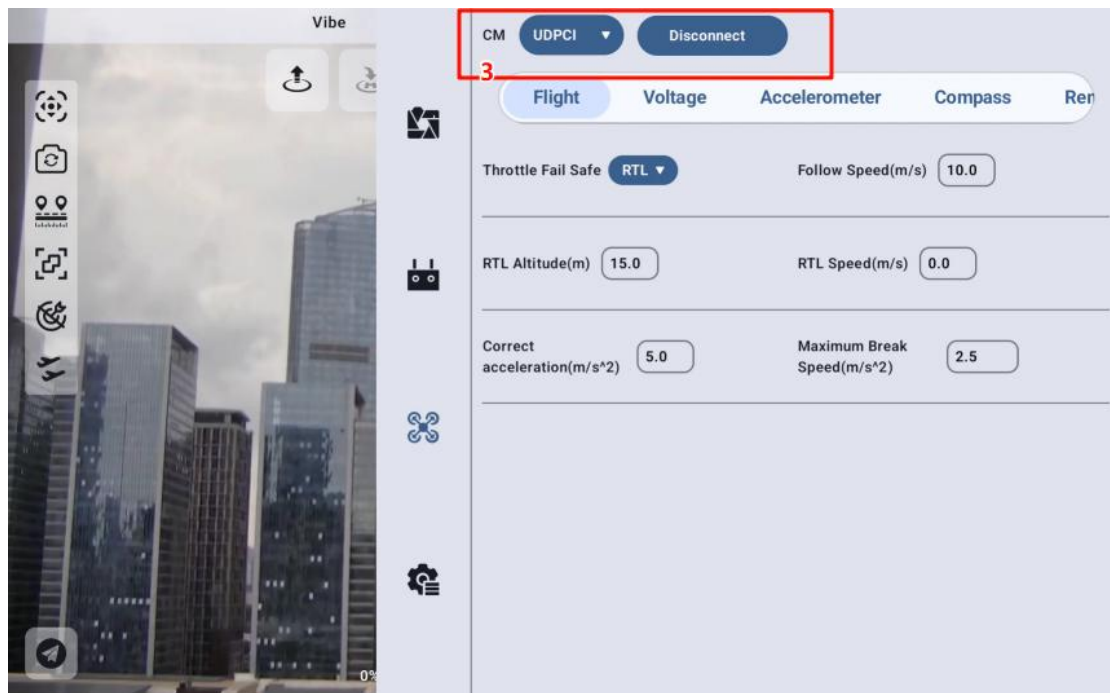 Vibe
CM UDPCI ▼ Disconnect
3
Flight Voltage Accelerometer Compass Rer
Throttle Fail Safe RTL ▼ Follow Speed(m/s) 10.0
RTL Altitude(m) 15.0 RTL Speed(m/s) 0.0
Correct
acceleration(m/s^2) 5.0
Maximum Break
Speed(m/s^2) 2.5
0%